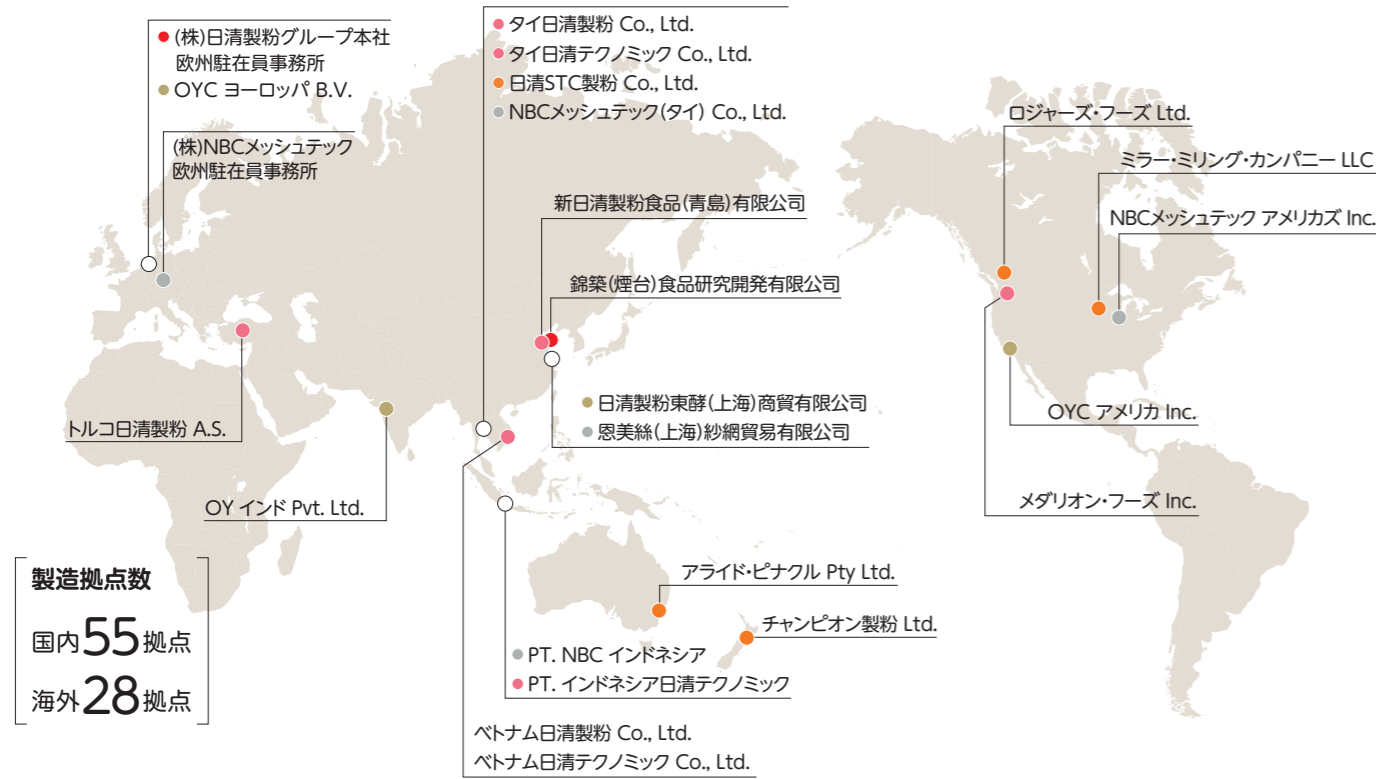 (株)日清製粉グループ本社
欧州駐在員事務所
OYC ヨーロッパ B.V.
(株)NBCメッシュテック
欧州駐在員事務所
タイ日清製粉 Co., Ltd.
タイ日清テクノミック Co., Ltd.
日清STC製粉 Co., Ltd.
NBCメッシュテック(タイ) Co., Ltd.
新日清製粉食品(青島)有限公司
錦築(煙台)食品研究開発有限公司
日清製粉東酵(上海)商貿有限公司
恩美絲(上海)紗網貿易有限公司
ロジャーズ・フーズ Ltd.
ミラー・ミリング・カンパニー LLC
NBCメッシュテック アメリカズ Inc.
OYC アメリカ Inc.
メダリオン・フーズ Inc.
トルコ日清製粉 A.S.
OY インド Pvt. Ltd.
アライド・ピナクル Pty Ltd.
チャンピオン製粉 Ltd.
PT. NBC インドネシア
PT. インドネシア日清テクノミック
ベトナム日清製粉 Co., Ltd.
ベトナム日清テクノミック Co., Ltd.
製造拠点数
国内55拠点
海外28拠点